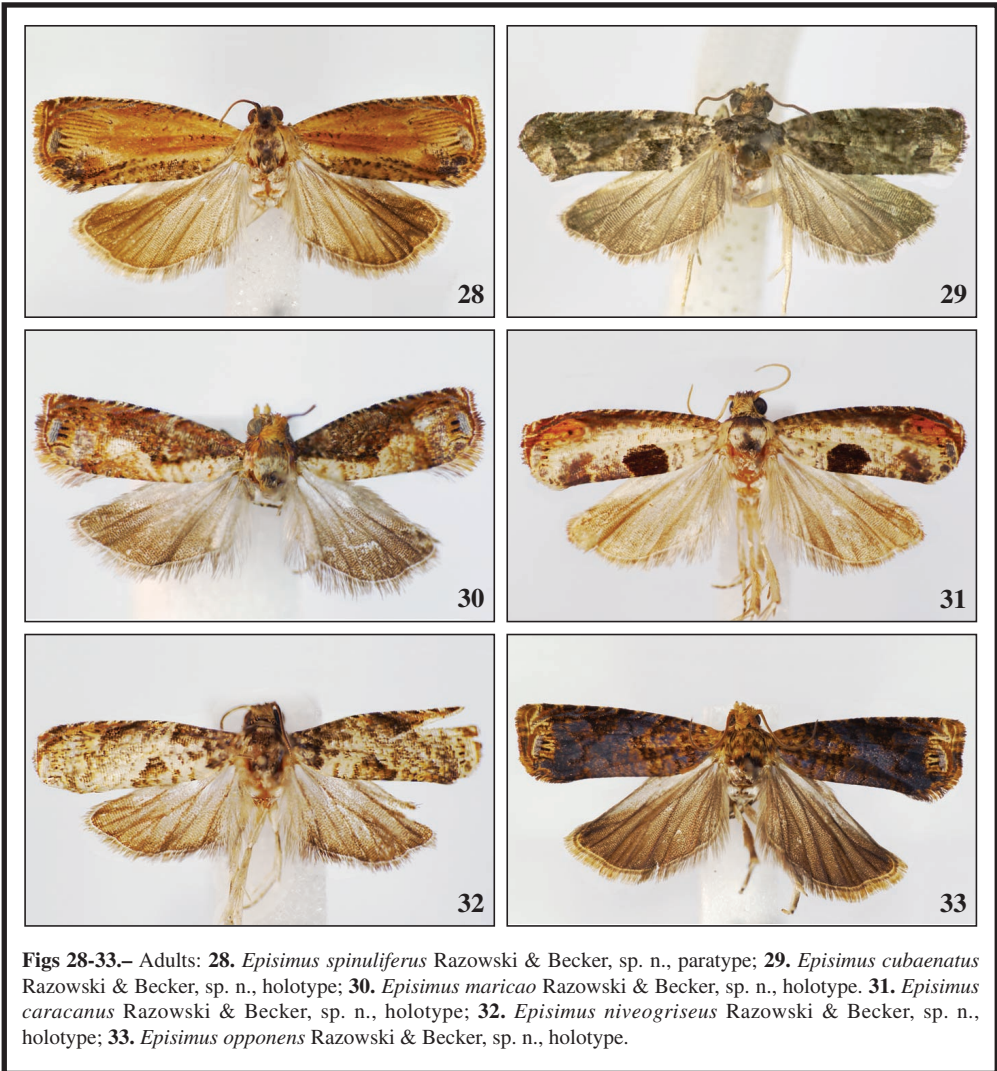 28
29
30
31
32
33
Figs 28-33.– Adults: 28. Episimus spinuliferus Razowski & Becker, sp. n., paratype; 29. Episimus cubaenatus
Razowski & Becker, sp. n., holotype; 30. Episimus maricao Razowski & Becker, sp. n., holotype. 31. Episimus
caracanus Razowski & Becker, sp. n., holotype; 32. Episimus niveogriseus Razowski & Becker, sp. n.,
holotype; 33. Episimus opponens Razowski & Becker, sp. n., holotype.